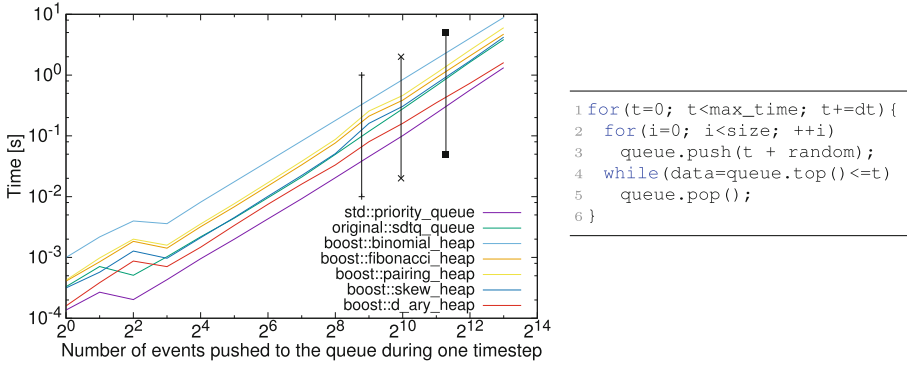 10^1
10^0
10^-1
10^-2
10^-3
10^-4
Time [s]
std::priority_queue
original::sdtq_queue
boost::binomial_heap
boost::fibonacci_heap
boost::pairing_heap
boost::skew_heap
boost::d_ary_heap
2^0 2^2 2^4 2^6 2^8 2^10 2^12 2^14
Number of events pushed to the queue during one timestep
1 for(t=0; t<max_time; t+=dt){
2 for(i=0; i<size; ++i)
3 queue.push(t + random);
4 while(data=queue.top()<=t)
5 queue.pop();
6 }